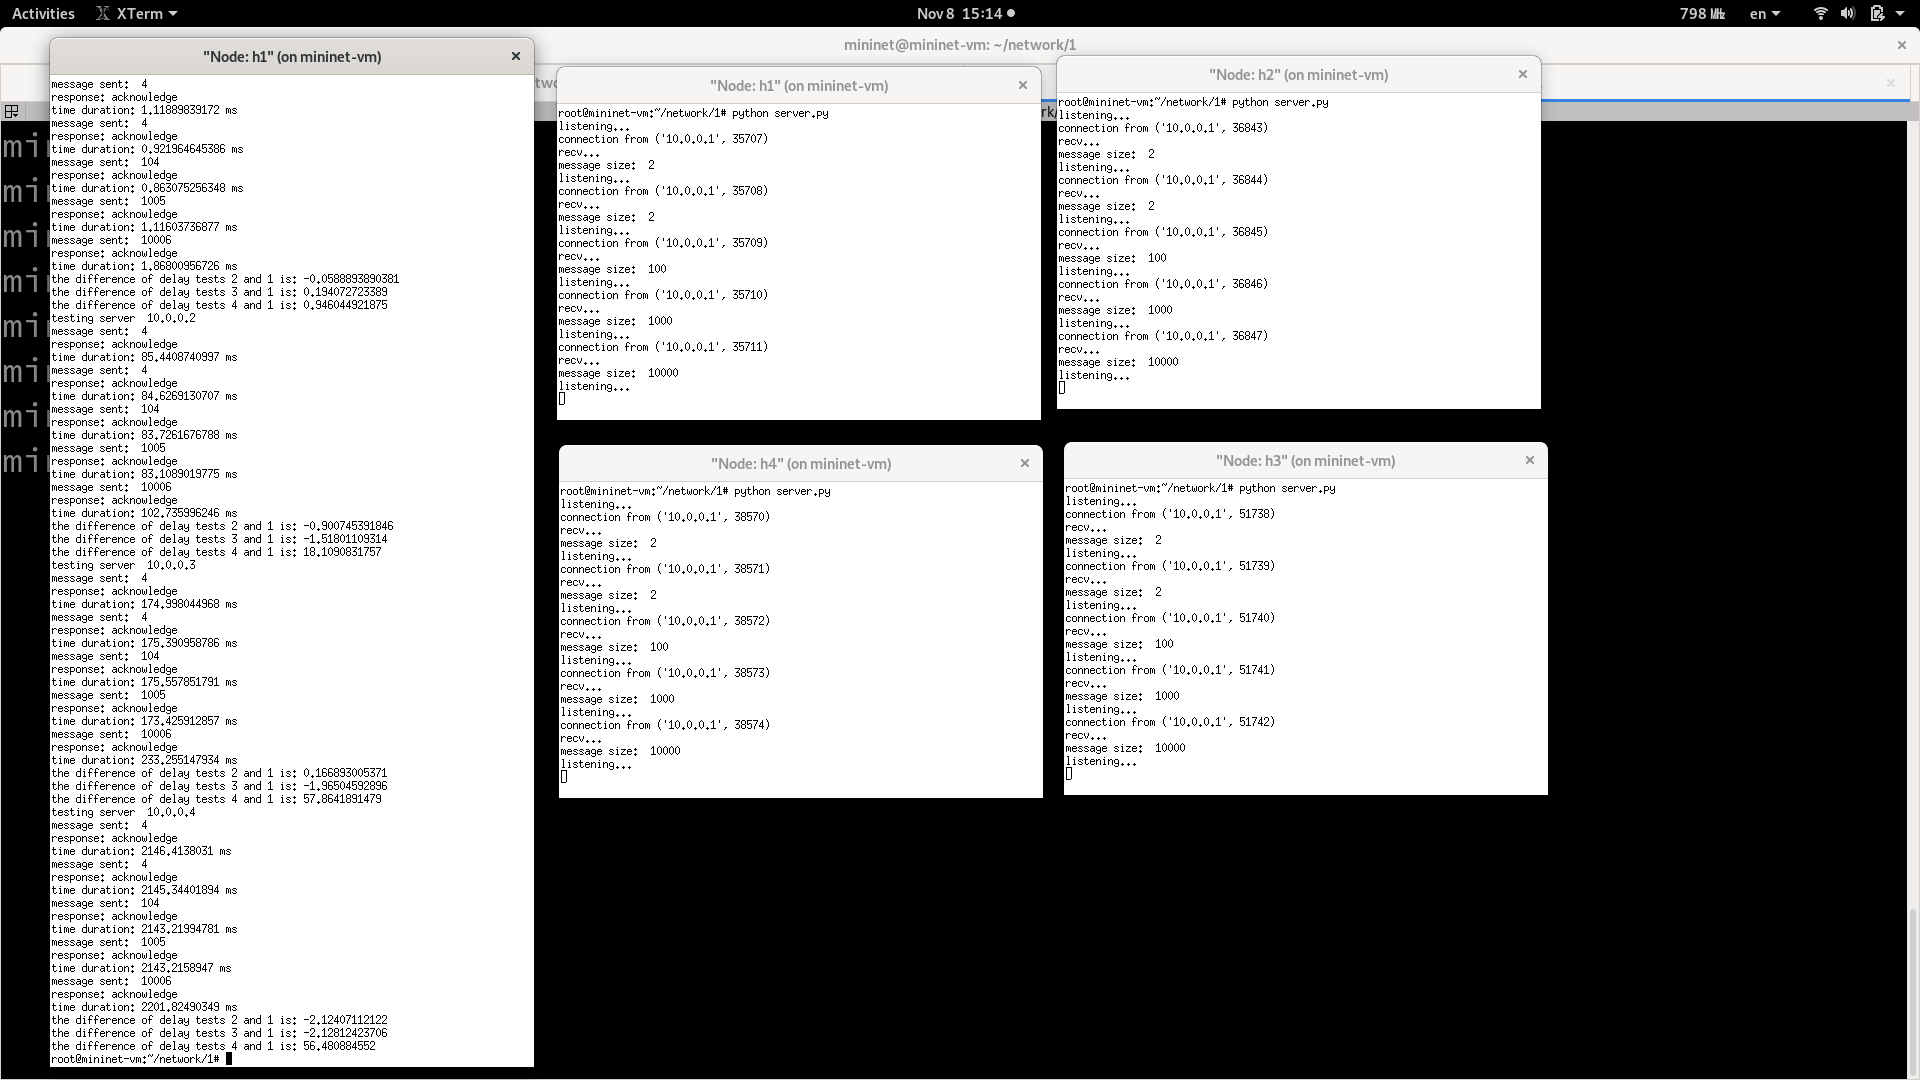 Activities
XTerm
Nov 8 15:14
798 MHz
en
mininet@mininet-vm: ~/network/1
"Node: h1" (on mininet-vm)
message sent:  4
response: acknowledge
time duration: 1.11889839172 ms
message sent:  4
response: acknowledge
time duration: 0.921964645386 ms
message sent:  104
response: acknowledge
time duration: 0.863075256348 ms
message sent:  1005
response: acknowledge
time duration: 1.11603736877 ms
message sent:  10006
response: acknowledge
time duration: 1.86800956726 ms
the difference of delay tests 2 and 1 is: -0.0588893890381
the difference of delay tests 3 and 1 is: 0.194072723389
the difference of delay tests 4 and 1 is: 0.946044921875
testing server  10.0.0.2
message sent:  4
response: acknowledge
time duration: 85.4408740997 ms
message sent:  4
response: acknowledge
time duration: 84.6269130707 ms
message sent:  104
response: acknowledge
time duration: 83.7261676788 ms
message sent:  1005
response: acknowledge
time duration: 83.1089019775 ms
message sent:  10006
response: acknowledge
time duration: 102.735996246 ms
the difference of delay tests 2 and 1 is: -0.900745391846
the difference of delay tests 3 and 1 is: -1.51801109314
the difference of delay tests 4 and 1 is: 18.1090831757
testing server  10.0.0.3
message sent:  4
response: acknowledge
time duration: 174.998044968 ms
message sent:  4
response: acknowledge
time duration: 175.390958786 ms
message sent:  104
response: acknowledge
time duration: 175.557851791 ms
message sent:  1005
response: acknowledge
time duration: 173.425912857 ms
message sent:  10006
response: acknowledge
time duration: 233.255147934 ms
the difference of delay tests 2 and 1 is: 0.166893005371
the difference of delay tests 3 and 1 is: -1.96504592896
the difference of delay tests 4 and 1 is: 57.8641891479
testing server  10.0.0.4
message sent:  4
response: acknowledge
time duration: 2146.4138031 ms
message sent:  4
response: acknowledge
time duration: 2145.34401894 ms
message sent:  104
response: acknowledge
time duration: 2143.21994781 ms
message sent:  1005
response: acknowledge
time duration: 2143.2158947 ms
message sent:  10006
response: acknowledge
time duration: 2201.82490349 ms
the difference of delay tests 2 and 1 is: -2.12407112122
the difference of delay tests 3 and 1 is: -2.12812423706
the difference of delay tests 4 and 1 is: 56.480884552
root@mininet-vm:~/network/1#
"Node: h1" (on mininet-vm)
root@mininet-vm:~/network/1# python server.py
listening...
connection from ('10.0.0.1', 35707)
recv...
message size:  2
listening...
connection from ('10.0.0.1', 35708)
recv...
message size:  2
listening...
connection from ('10.0.0.1', 35709)
recv...
message size:  100
listening...
connection from ('10.0.0.1', 35710)
recv...
message size:  1000
listening...
connection from ('10.0.0.1', 35711)
recv...
message size:  10000
listening...
"Node: h2" (on mininet-vm)
root@mininet-vm:~/network/1# python server.py
listening...
connection from ('10.0.0.1', 36843)
recv...
message size:  2
listening...
connection from ('10.0.0.1', 36844)
recv...
message size:  2
listening...
connection from ('10.0.0.1', 36845)
recv...
message size:  100
listening...
connection from ('10.0.0.1', 36846)
recv...
message size:  1000
listening...
connection from ('10.0.0.1', 36847)
recv...
message size:  10000
listening...
"Node: h4" (on mininet-vm)
root@mininet-vm:~/network/1# python server.py
listening...
connection from ('10.0.0.1', 38570)
recv...
message size:  2
listening...
connection from ('10.0.0.1', 38571)
recv...
message size:  2
listening...
connection from ('10.0.0.1', 38572)
recv...
message size:  100
listening...
connection from ('10.0.0.1', 38573)
recv...
message size:  1000
listening...
connection from ('10.0.0.1', 38574)
recv...
message size:  10000
listening...
"Node: h3" (on mininet-vm)
root@mininet-vm:~/network/1# python server.py
listening...
connection from ('10.0.0.1', 51738)
recv...
message size:  2
listening...
connection from ('10.0.0.1', 51739)
recv...
message size:  2
listening...
connection from ('10.0.0.1', 51740)
recv...
message size:  100
listening...
connection from ('10.0.0.1', 51741)
recv...
message size:  1000
listening...
connection from ('10.0.0.1', 51742)
recv...
message size:  10000
listening...